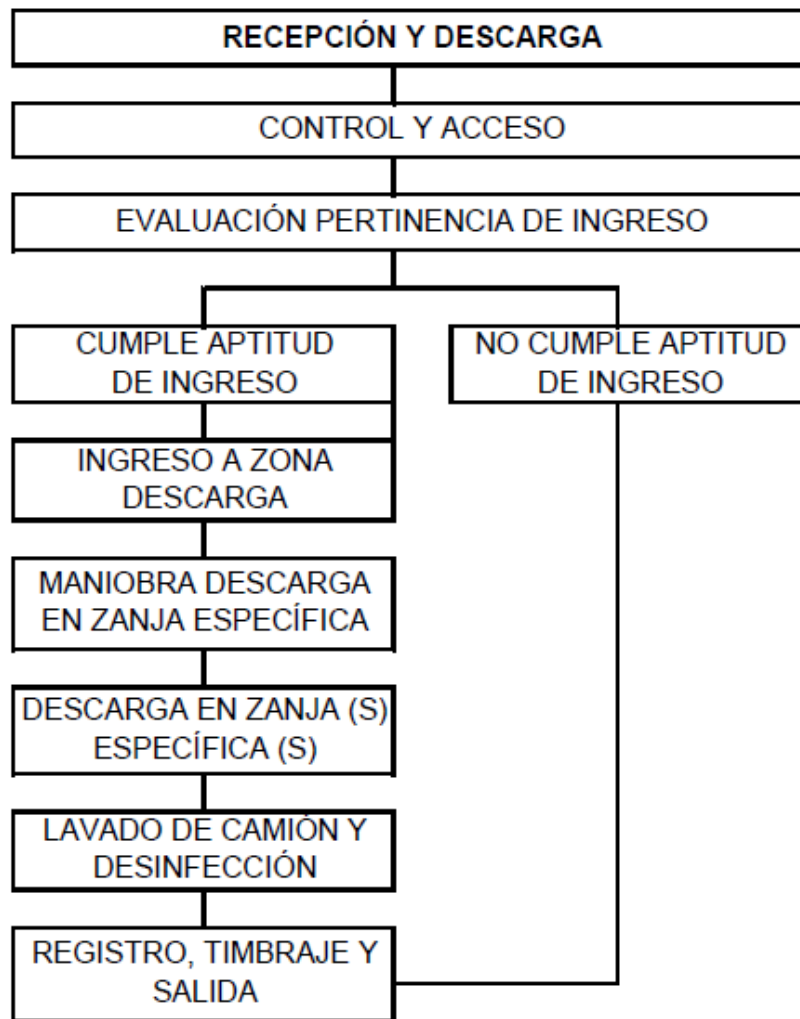 RECEPCIÓN Y DESCARGA
CONTROL Y ACCESO
EVALUACIÓN PERTINENCIA DE INGRESO
CUMPLE APTITUD
DE INGRESO
NO CUMPLE APTITUD
DE INGRESO
INGRESO A ZONA
DESCARGA
MANIOBRA DESCARGA
EN ZANJA ESPECÍFICA
DESCARGA EN ZANJA (S)
ESPECÍFICA (S)
LAVADO DE CAMIÓN Y
DESINFECCIÓN
REGISTRO, TIMBRAJE Y
SALIDA